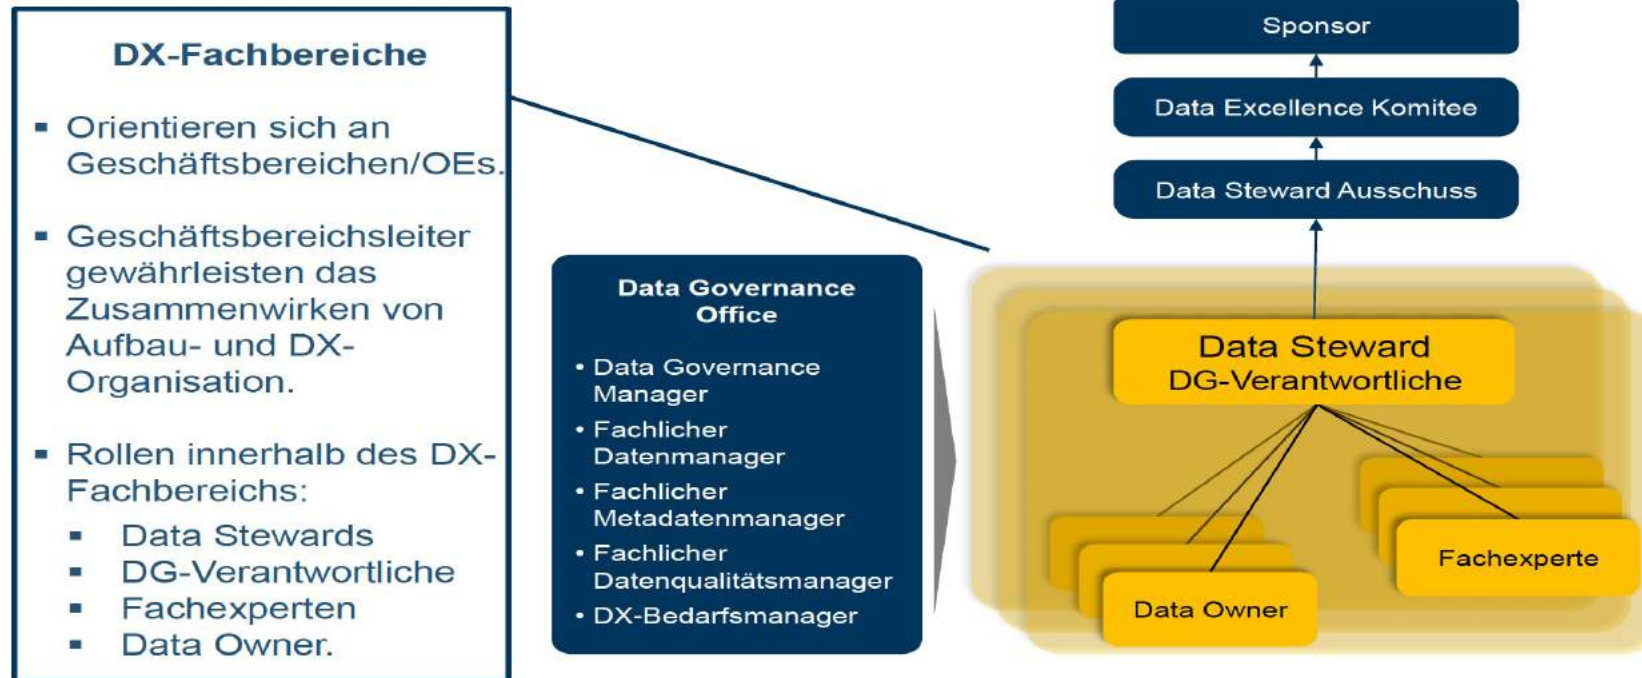 DX-Fachbereiche
▪ Orientieren sich an
Geschäftsbereichen/OEs.
▪ Geschäftsbereichsleiter
gewährleisten das
Zusammenwirken von
Aufbau- und DX-
Organisation.
▪ Rollen innerhalb des DX-
Fachbereichs:
▪ Data Stewards
▪ DG-Verantwortliche
▪ Fachexperten
▪ Data Owner.
Data Governance
Office
• Data Governance
Manager
• Fachlicher
Datenmanager
• Fachlicher
Metadatenmanager
• Fachlicher
Datenqualitätsmanager
• DX-Bedarfsmanager
Sponsor
Data Excellence Komitee
Data Steward Ausschuss
Data Steward
DG-Verantwortliche
Fachexperte
Data Owner